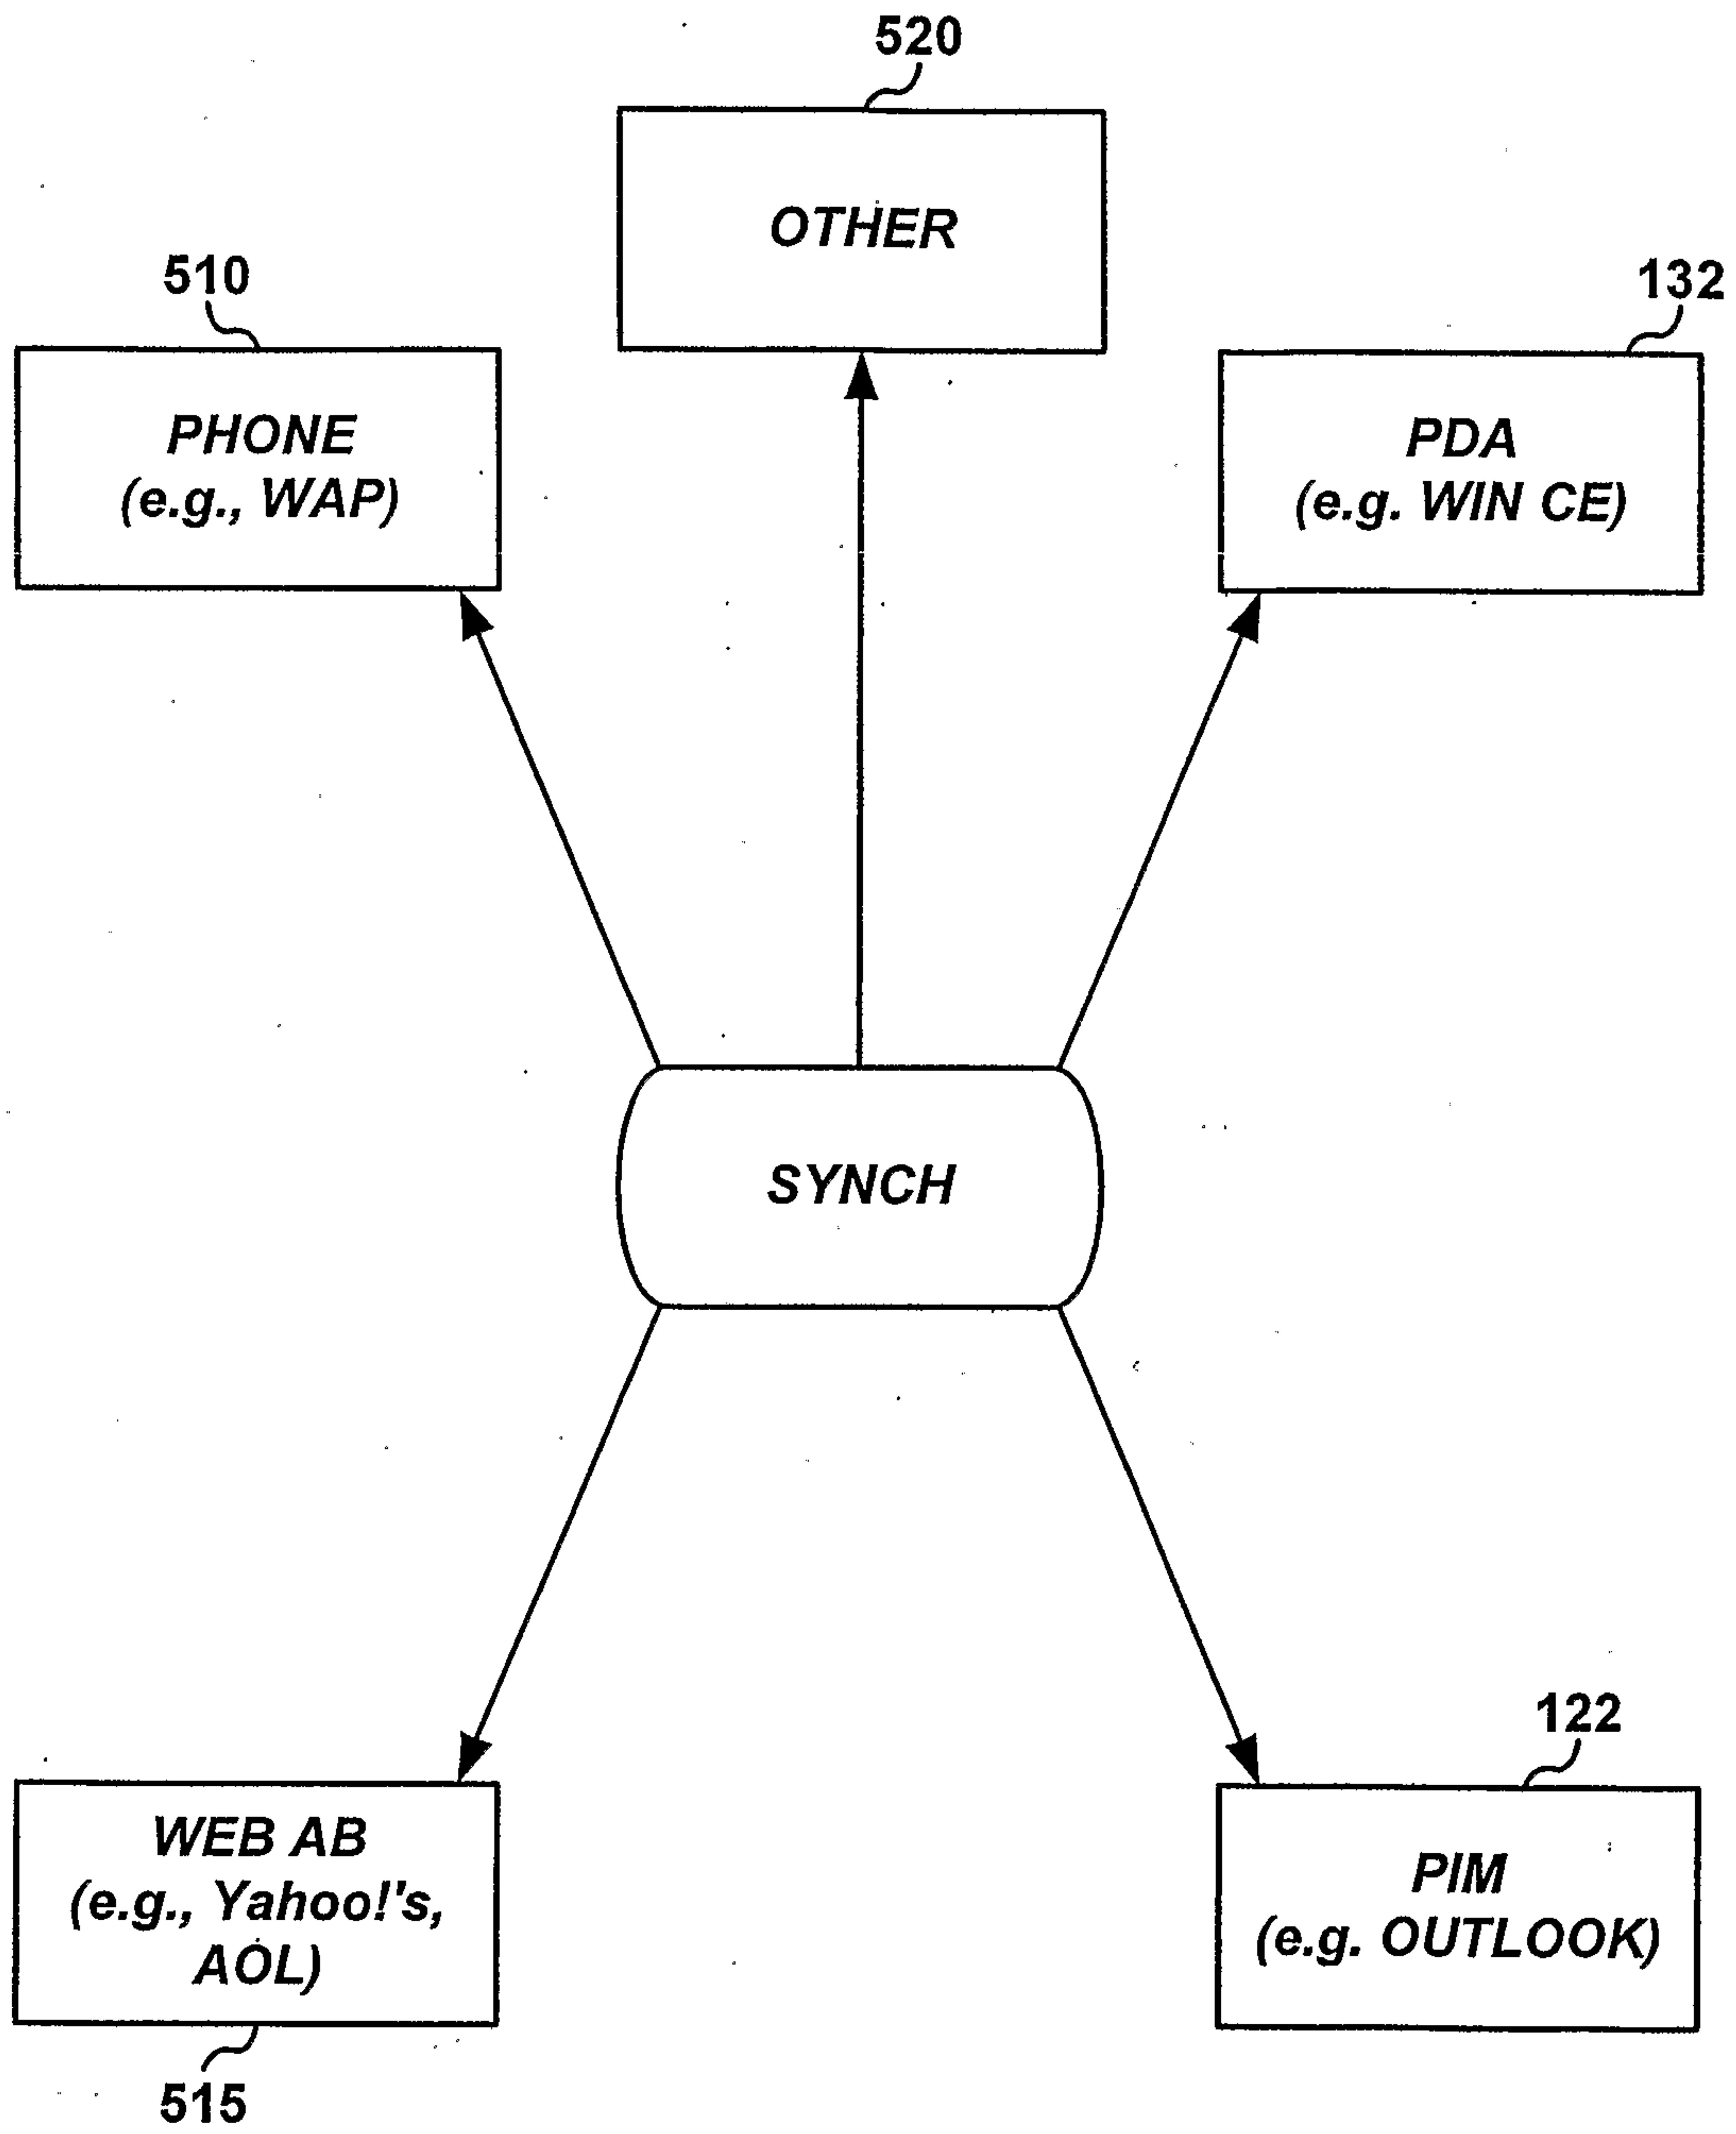 520
OTHER
510
PHONE
(e.g., WAP)
132
PDA
(e.g. WIN CE)
SYNCH
WEB AB
(e.g., Yahoo!'s,
AOL)
515
122
PIM
(e.g. OUTLOOK)